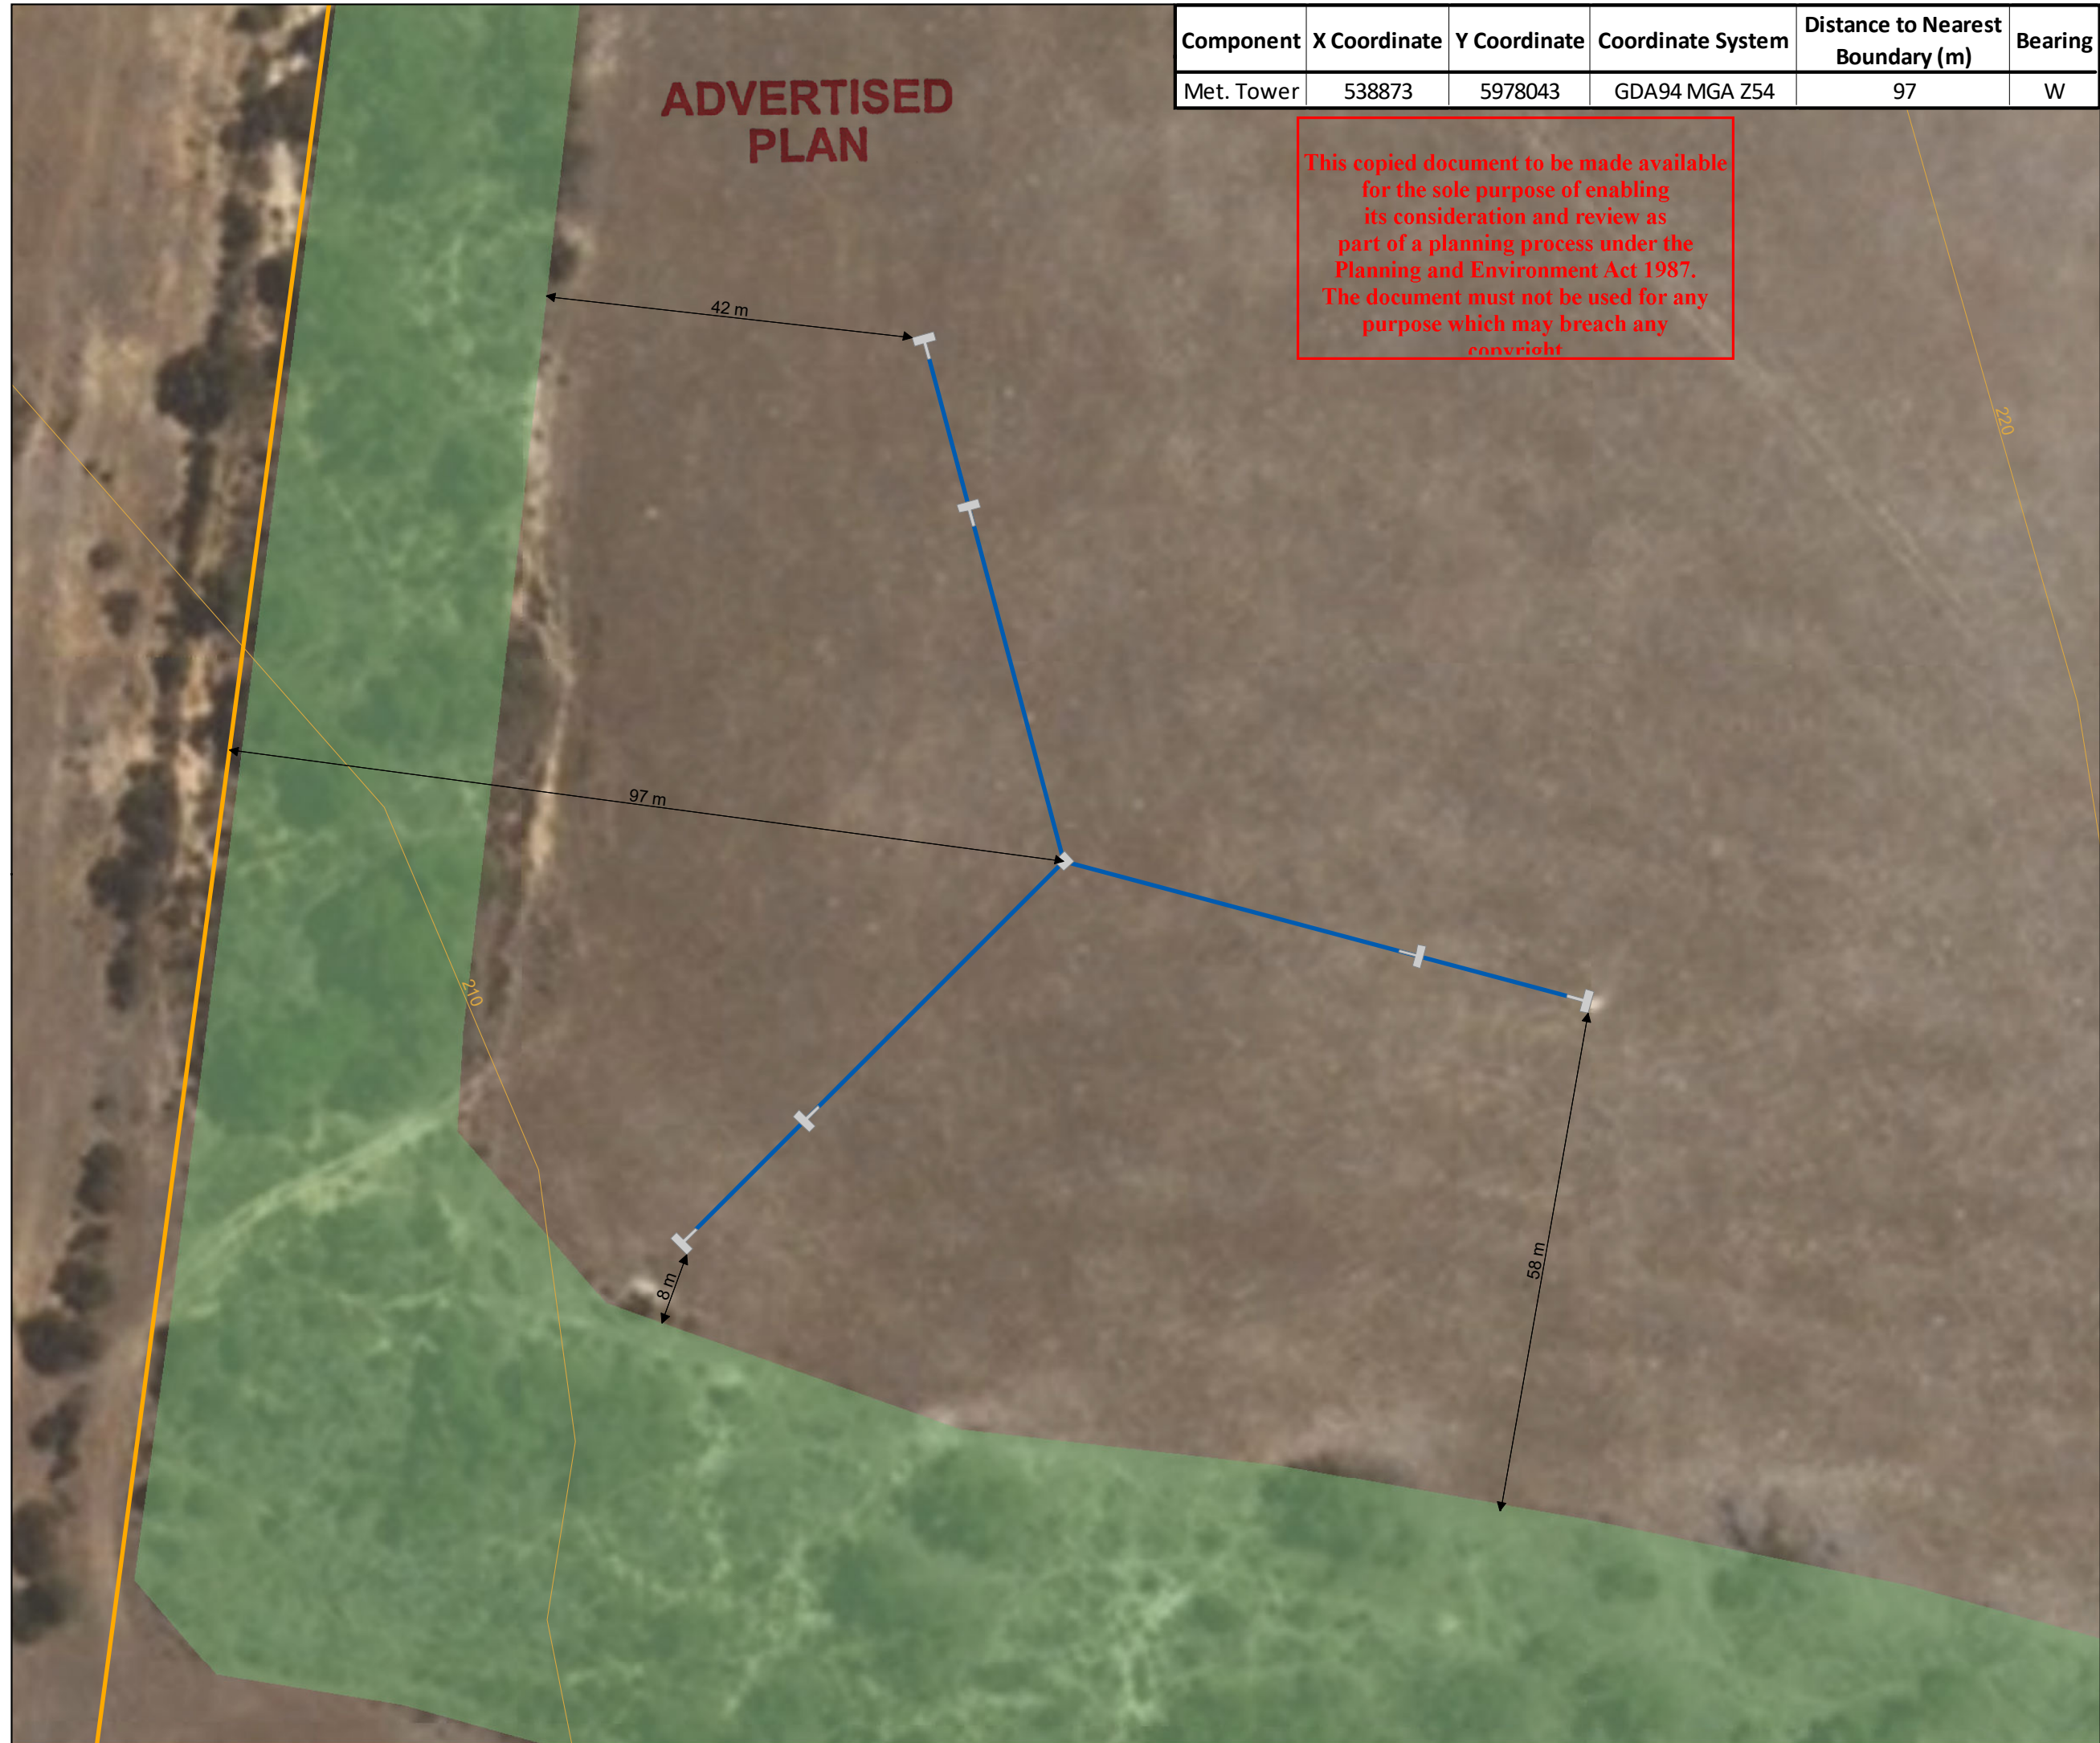 Component X Coordinate Y Coordinate Coordinate System Distance to Nearest Boundary (m) Bearing
Met. Tower 538873 5978043 GDA94 MGA Z54 97 W
ADVERTISED
PLAN
This copied document to be made available
for the sole purpose of enabling
its consideration and review as
part of a planning process under the
Planning and Environment Act 1987.
The document must not be used for any
purpose which may breach any
copyright
42 m
220
97 m
210
58 m
8 m